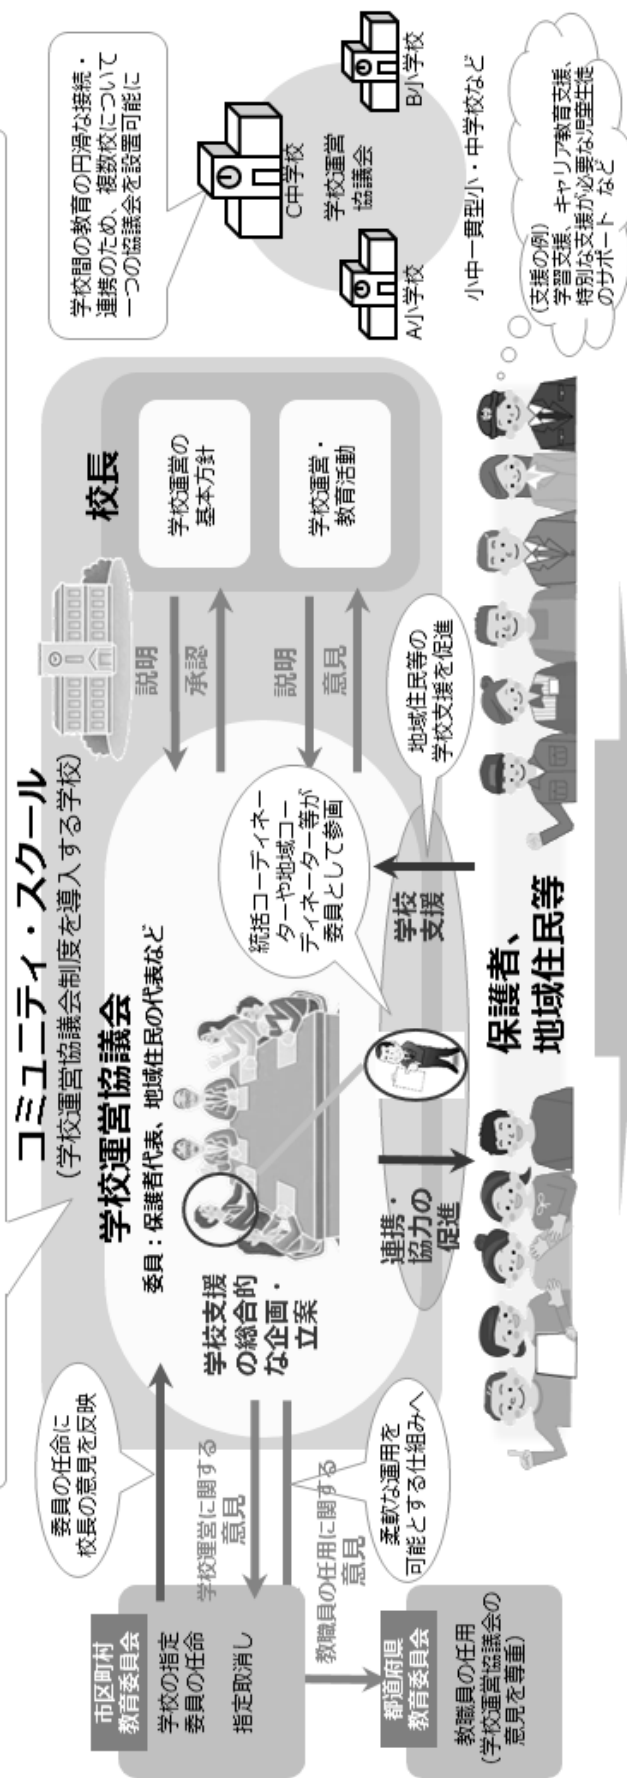 コミュニティ・スクール
(学校運営協議会制度を導入する学校)
市区町村
教育委員会
学校の指定
委員の任命
指定取消し
都道府県
教育委員会
教職員の任用
(学校運営協議会の
意見を尊重)
委員の任命に
校長の意見を反映
学校運営に関する
意見
教職員の任用に関する
意見
柔軟な運用を
可能とする仕組みへ
学校運営協議会
委員:保護者代表、地域住民の代表など
学校支援
の総合的
な企画・
立案
統括コーディネー
ターや地域コー
ディネーター等が
委員として参画
連携・
協力の
促進
学校
支援
地域住民等の
学校支援を促進
保護者、
地域住民等
説明
承認
説明
意見
校長
学校運営の
基本方針
学校運営・
教育活動
学校間の教育の円滑な接続・
連携のため、複数校について
一つの協議会を設置可能に
C中学校
学校運営
協議会
A小学校
B小学校
小中一貫型小・中学校など
(支援の例)
学習支援、キャリア教育支援、
特別な支援が必要な児童生徒
のサポート など